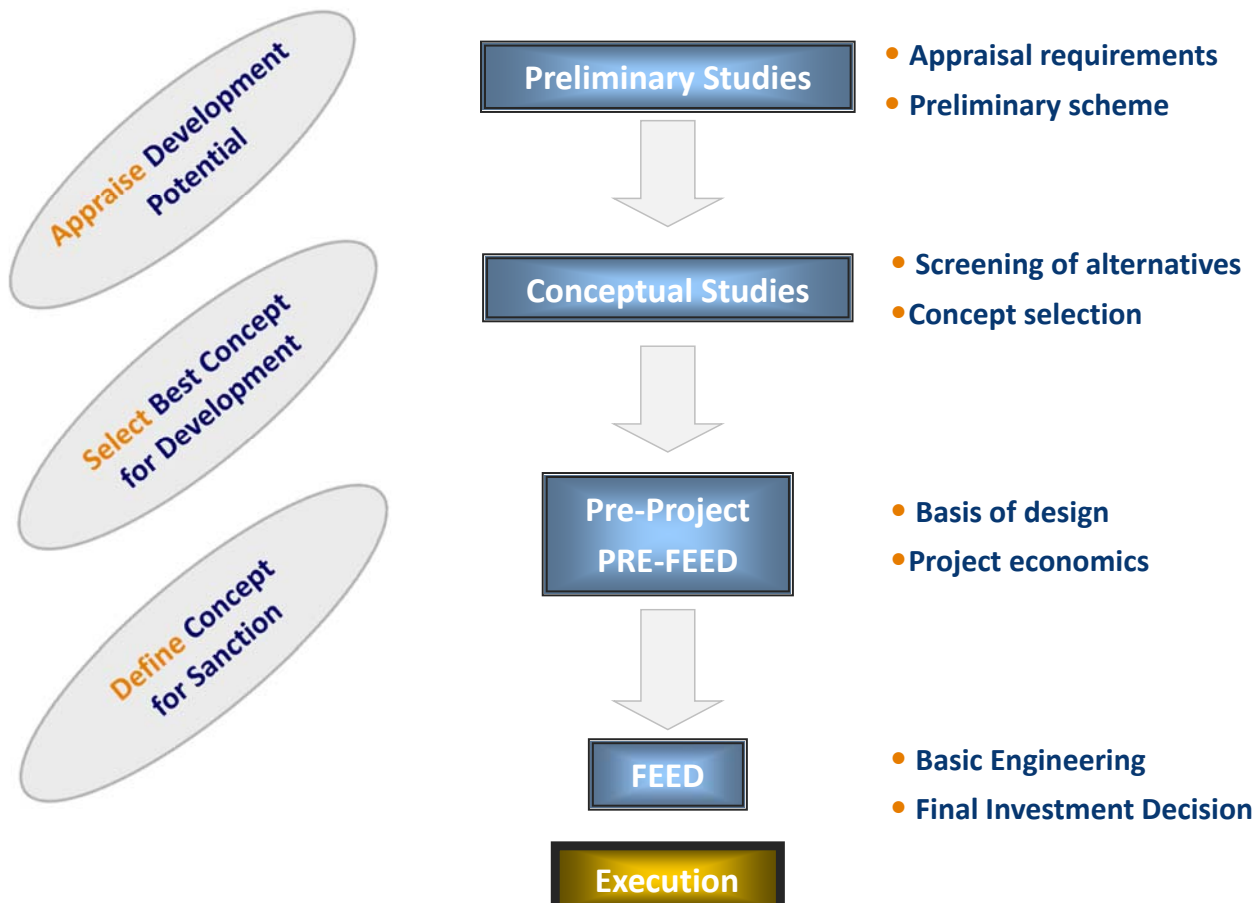 Appraise Development
Potential
Select Best Concept
for Development
Define Concept
for Sanction
Preliminary Studies
• Appraisal requirements
• Preliminary scheme
Conceptual Studies
• Screening of alternatives
• Concept selection
Pre-Project
PRE-FEED
• Basis of design
• Project economics
FEED
• Basic Engineering
• Final Investment Decision
Execution